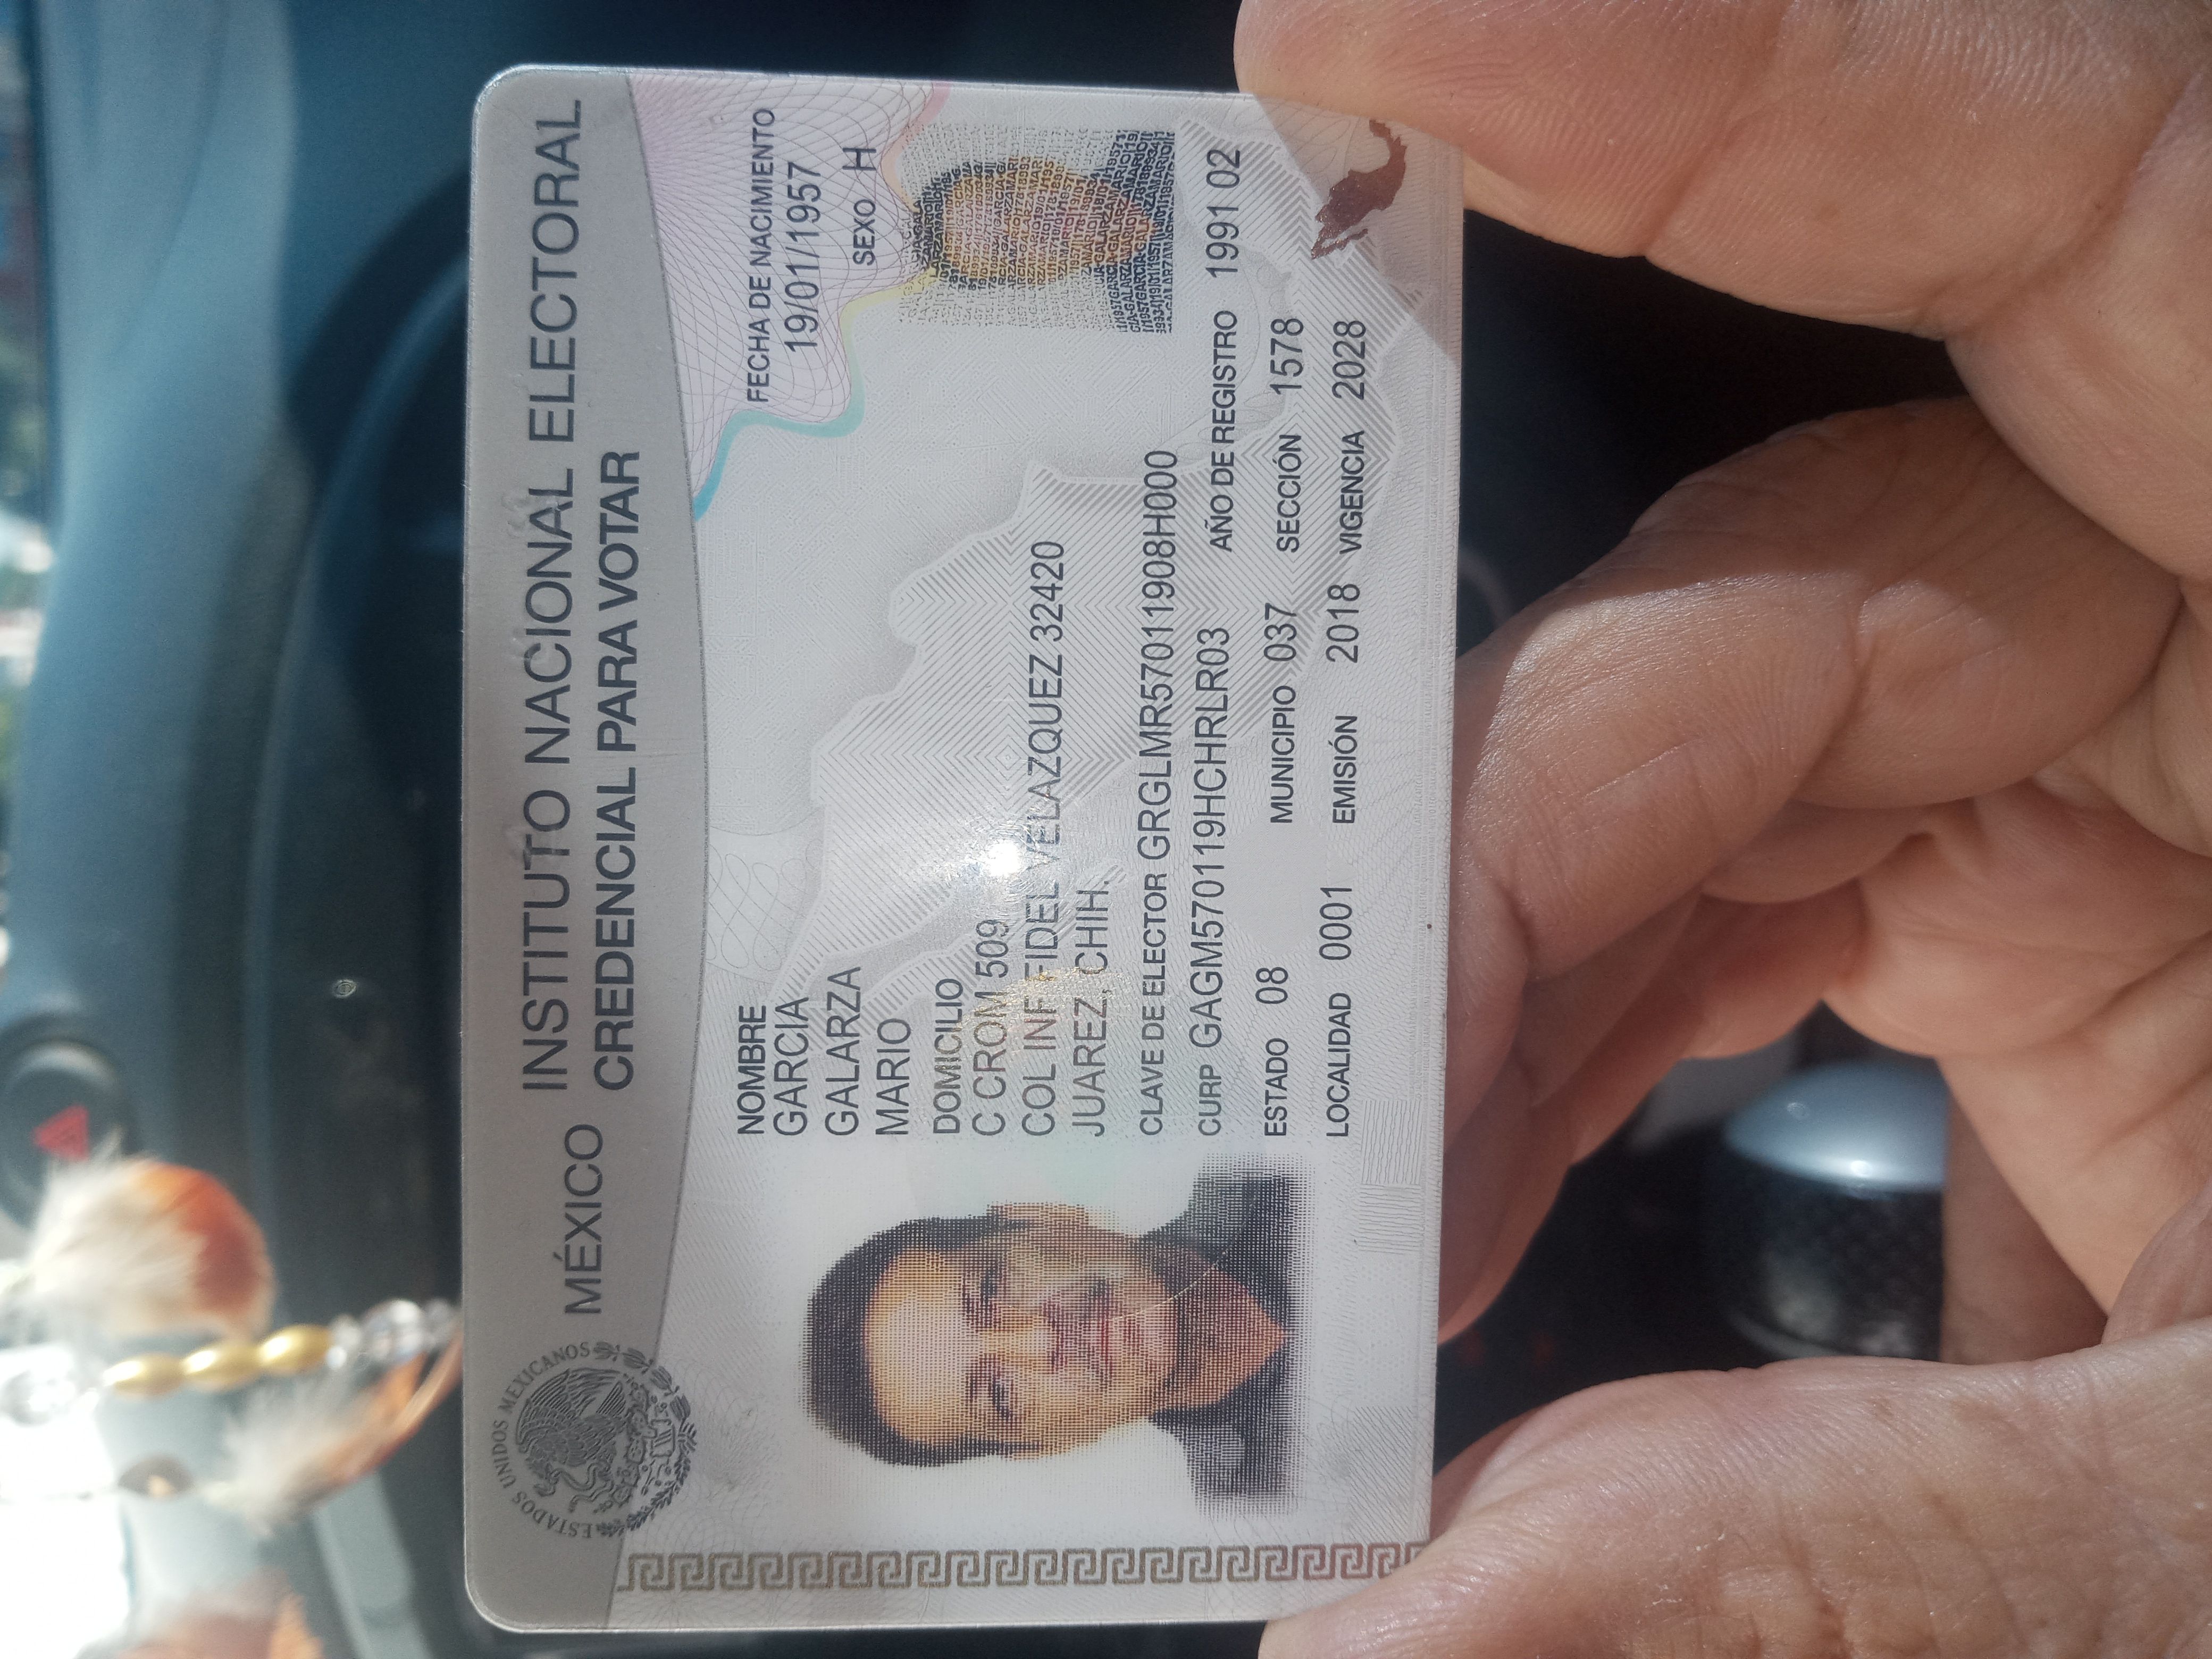 ESTADOS UNIDOS MEXICANOS
MÉXICO
INSTITUTO NACIONAL ELECTORAL
CREDENCIAL PARA VOTAR
NOMBRE
GARCIA
GALARZA
MARIO
FECHA DE NACIMIENTO
19/01/1957
SEXO H
DOMICILIO
C CROM 509
COL INF FIDEL VELAZQUEZ 32420
JUAREZ, CHIH.
CLAVE DE ELECTOR GRGLMR57011908H000
CURP GAGM570119HCHRLR03
AÑO DE REGISTRO 1991 02
ESTADO 08 MUNICIPIO 037 SECCIÓN 1578
LOCALIDAD 0001 EMISIÓN 2018 VIGENCIA 2028